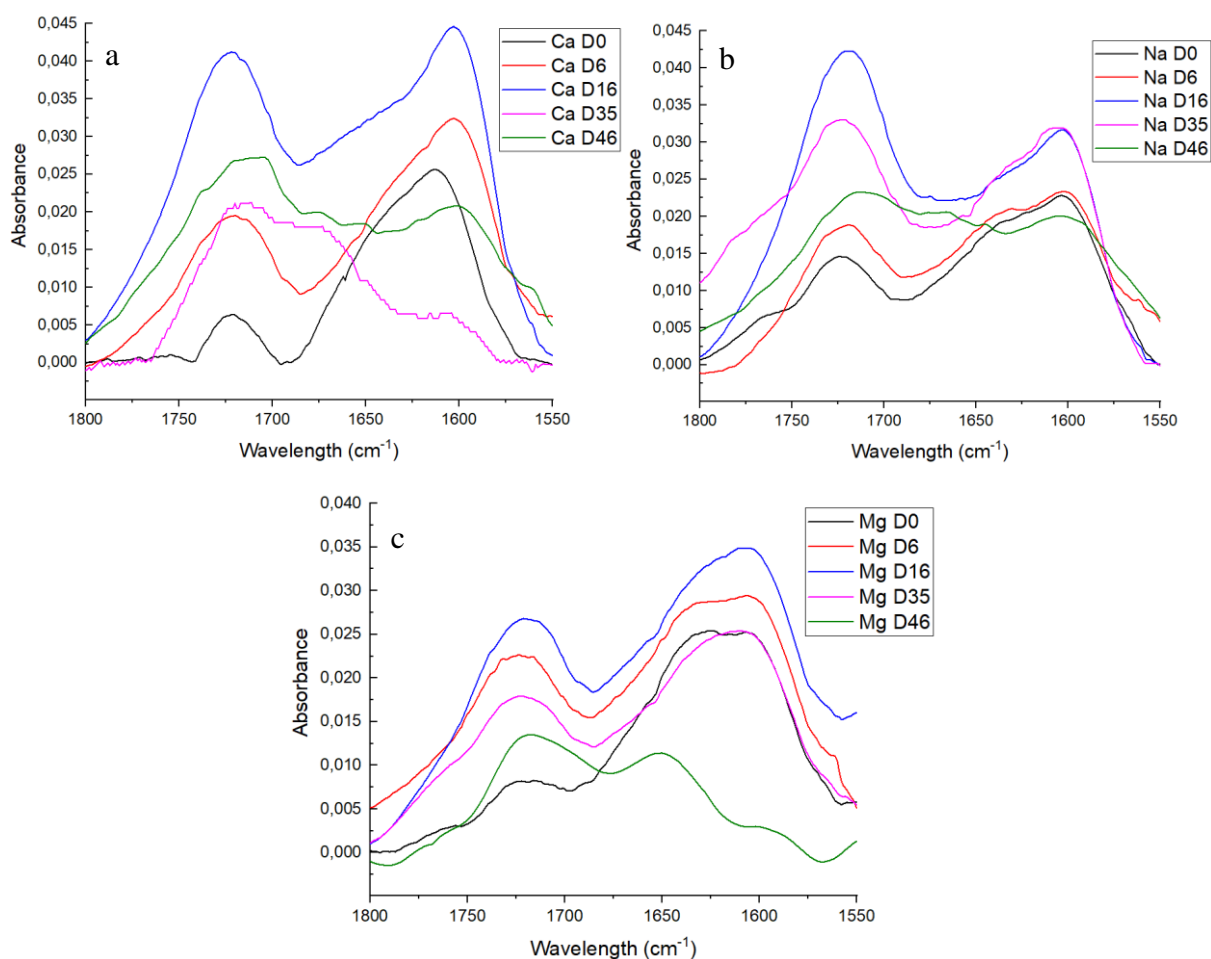 a
0,045
0,040
0,035
0,030
0,025
0,020
0,015
0,010
0,005
0,000
Absorbance
Ca D0
Ca D6
Ca D16
Ca D35
Ca D46
1800 1750 1700 1650 1600 1550
Wavelength (cm⁻¹)
b
0,045
0,040
0,035
0,030
0,025
0,020
0,015
0,010
0,005
0,000
Absorbance
Na D0
Na D6
Na D16
Na D35
Na D46
1800 1750 1700 1650 1600 1550
Wavelength (cm⁻¹)
c
0,040
0,035
0,030
0,025
0,020
0,015
0,010
0,005
0,000
Absorbance
Mg D0
Mg D6
Mg D16
Mg D35
Mg D46
1800 1750 1700 1650 1600 1550
Wavelength (cm⁻¹)